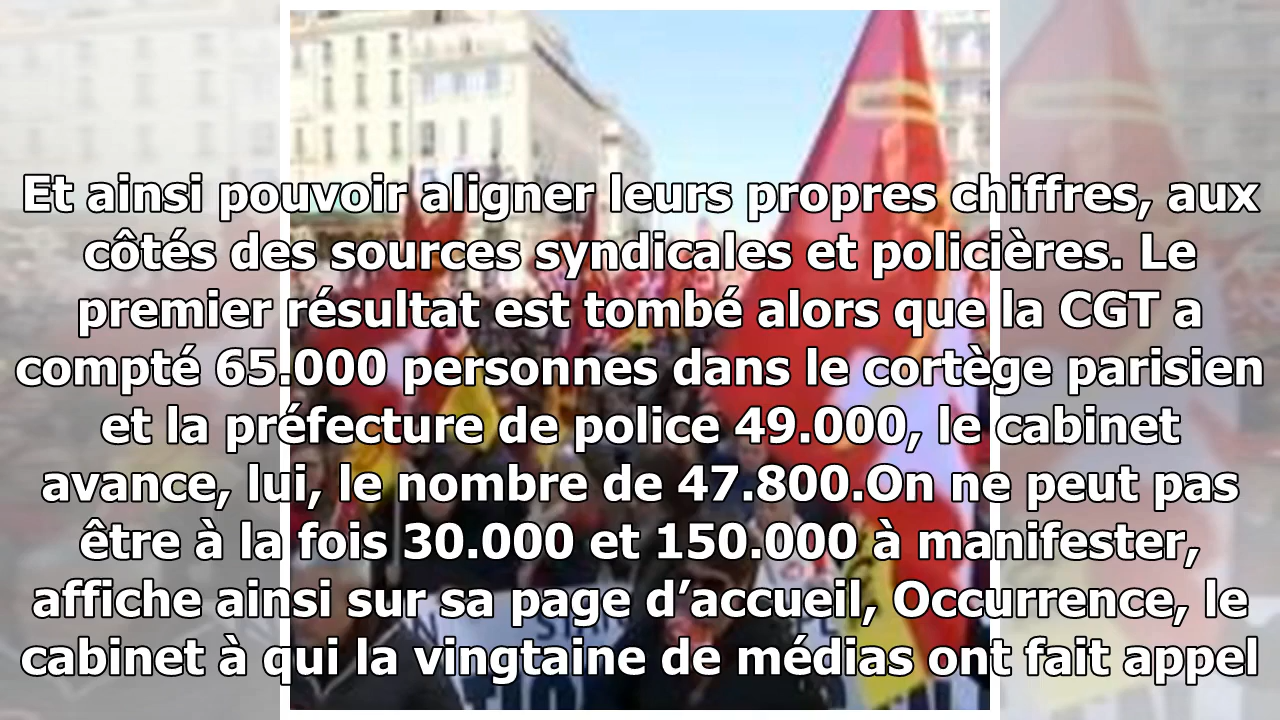 Et ainsi pouvoir aligner leurs propres chiffres, aux
côtés des sources syndicales et policières. Le
premier résultat est tombé alors que la CGT a
compté 65.000 personnes dans le cortège parisien
et la préfecture de police 49.000, le cabinet
avance, lui, le nombre de 47.800.On ne peut pas
être à la fois 30.000 et 150.000 à manifester,
affiche ainsi sur sa page d’accueil, Occurrence, le
cabinet à qui la vingtaine de médias ont fait appel